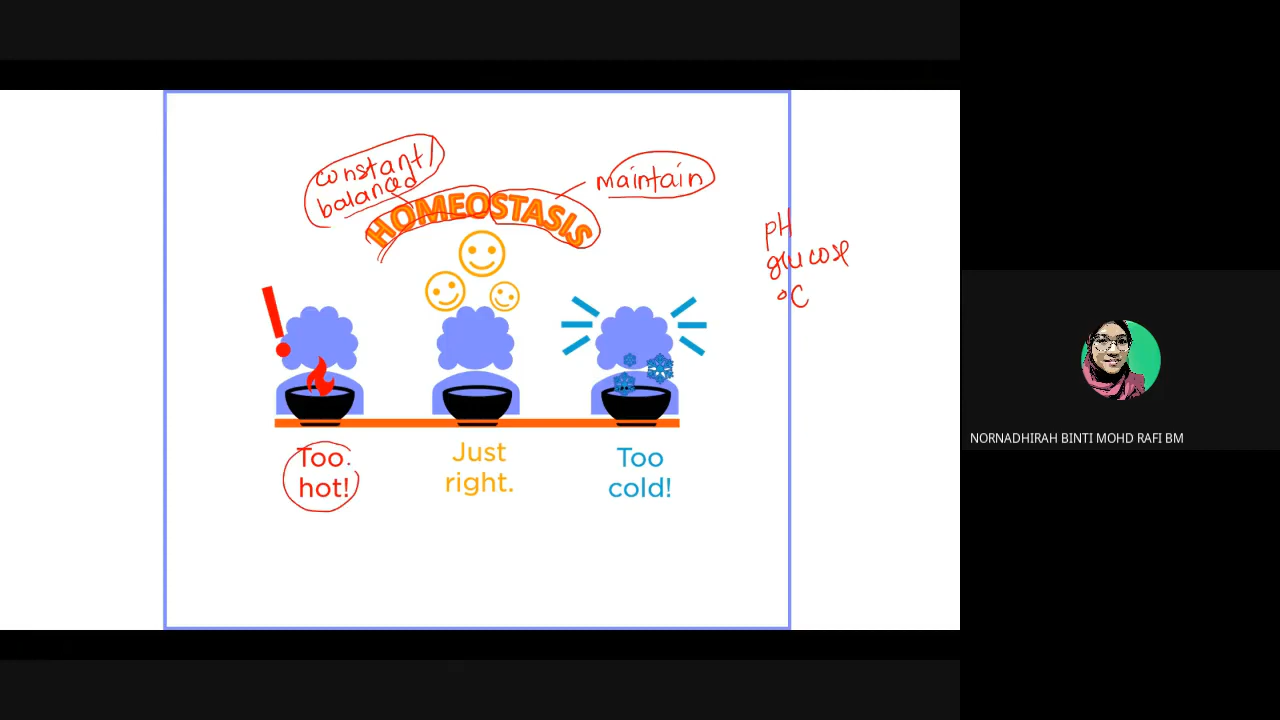 constant/
balanced
maintain
HOMEOSTASIS
pH
glucose
°C
Too
hot!
Just
right.
Too
cold!
NORNADHIRAH BINTI MOHD RAFI BM